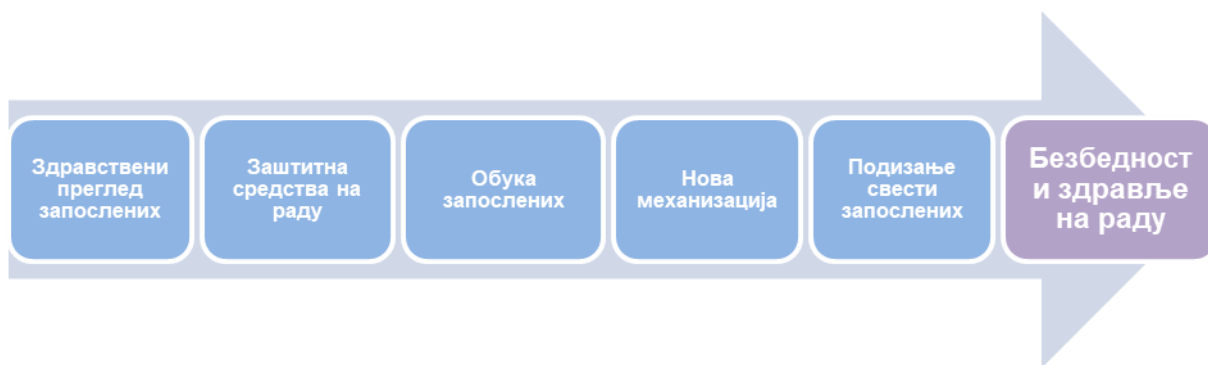 Здравствени
преглед
запослених
Заштитна
средства на
раду
Обука
запослених
Нова
механизација
Подизање
свести
запослених
Безбедност
и здравље
на раду